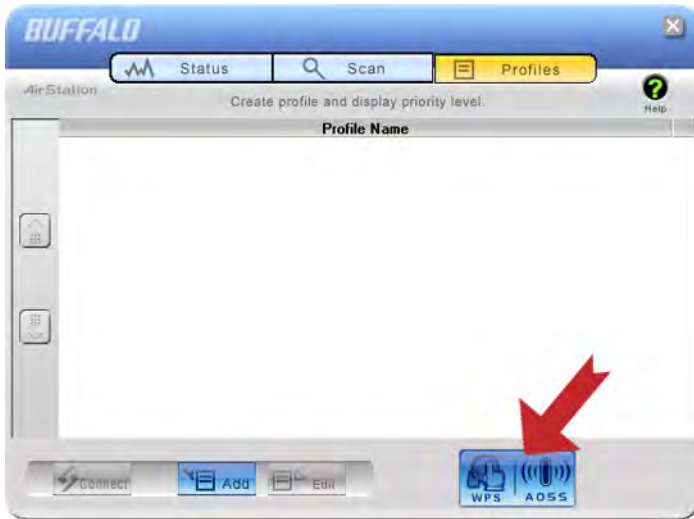 BUFFALO
Status Scan Profiles
AirStation
Create profile and display priority level.
Help
Profile Name
Connect Add Edit
WPS AOSS